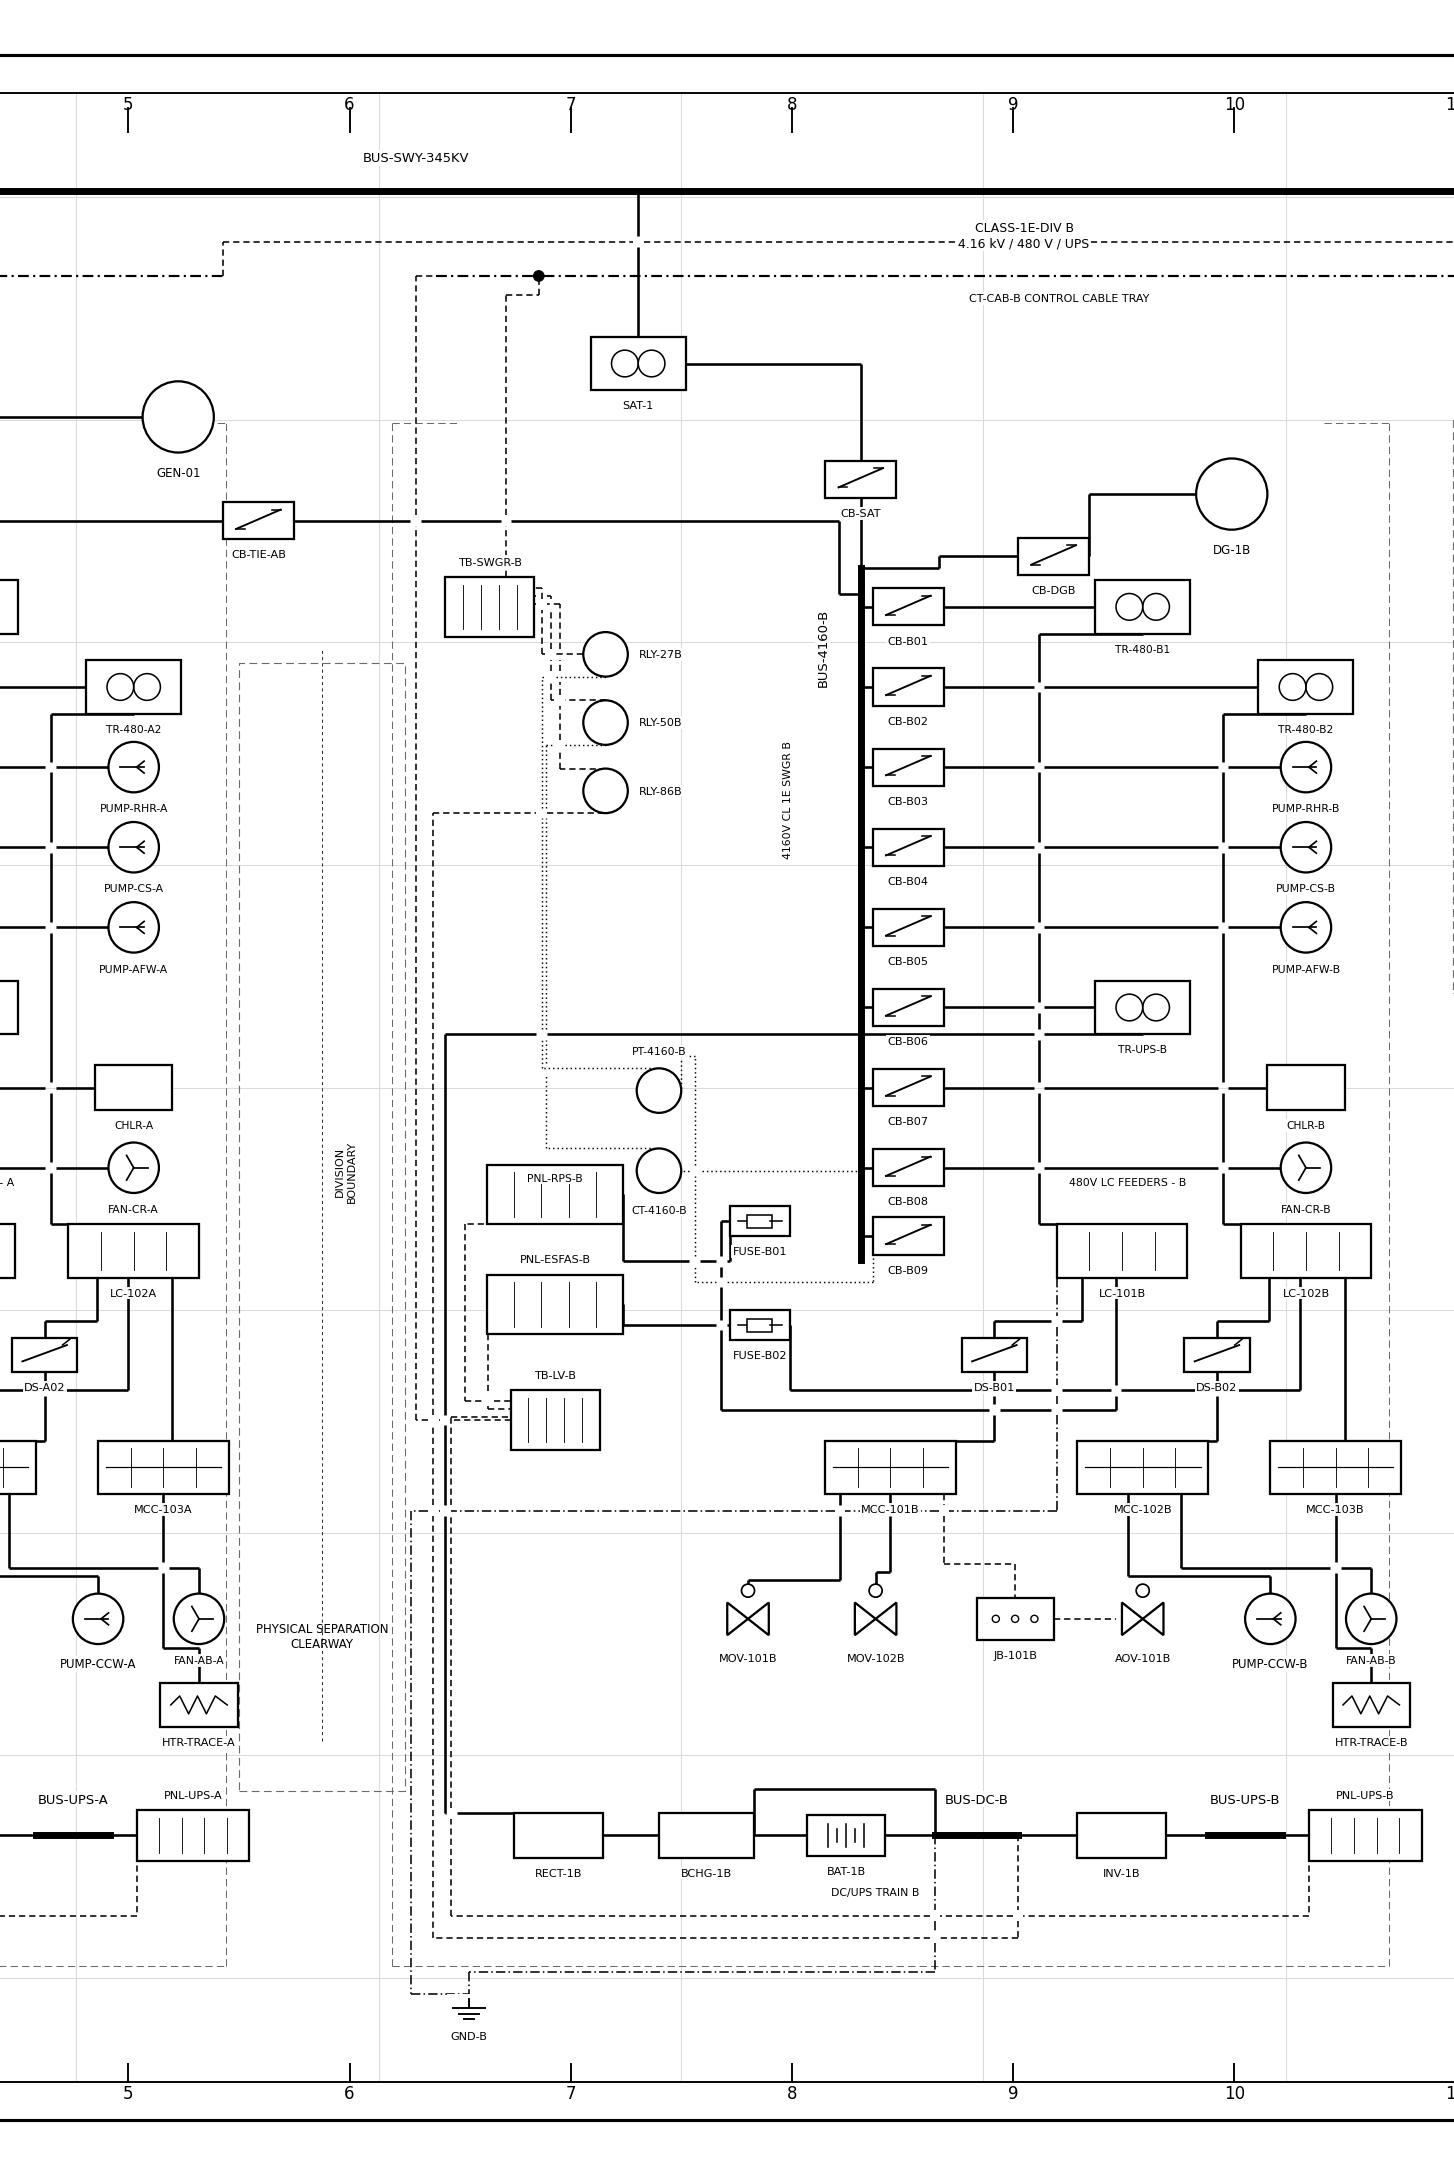 5 6 7 8 9 10 1
BUS-SWY-345KV
CLASS-1E-DIV B
4.16 kV / 480 V / UPS
CT-CAB-B CONTROL CABLE TRAY
SAT-1
GEN-01
CB-SAT
CB-TIE-AB
DG-1B
TB-SWGR-B
CB-DGB
BUS-4160-B
CB-B01
TR-480-B1
RLY-27B
TR-480-A2
RLY-50B
CB-B02
TR-480-B2
4160V CL 1E SWGR B
RLY-86B
PUMP-RHR-A
CB-B03
PUMP-RHR-B
PUMP-CS-A
CB-B04
PUMP-CS-B
PUMP-AFW-A
CB-B05
PUMP-AFW-B
CB-B06
PT-4160-B
TR-UPS-B
CHLR-A
CB-B07
CHLR-B
DIVISION
BOUNDARY
- A
PNL-RPS-B
480V LC FEEDERS - B
FAN-CR-A
CT-4160-B
CB-B08
FAN-CR-B
PNL-ESFAS-B
FUSE-B01
CB-B09
LC-102A
LC-101B
LC-102B
FUSE-B02
TB-LV-B
DS-A02
DS-B01
DS-B02
MCC-103A
MCC-101B
MCC-102B
MCC-103B
PHYSICAL SEPARATION
CLEARWAY
PUMP-CCW-A
FAN-AB-A
MOV-101B
MOV-102B
JB-101B
AOV-101B
PUMP-CCW-B
FAN-AB-B
HTR-TRACE-A
HTR-TRACE-B
BUS-UPS-A
PNL-UPS-A
BUS-DC-B
BUS-UPS-B
PNL-UPS-B
RECT-1B
BCHG-1B
BAT-1B
INV-1B
DC/UPS TRAIN B
GND-B
5 6 7 8 9 10 1